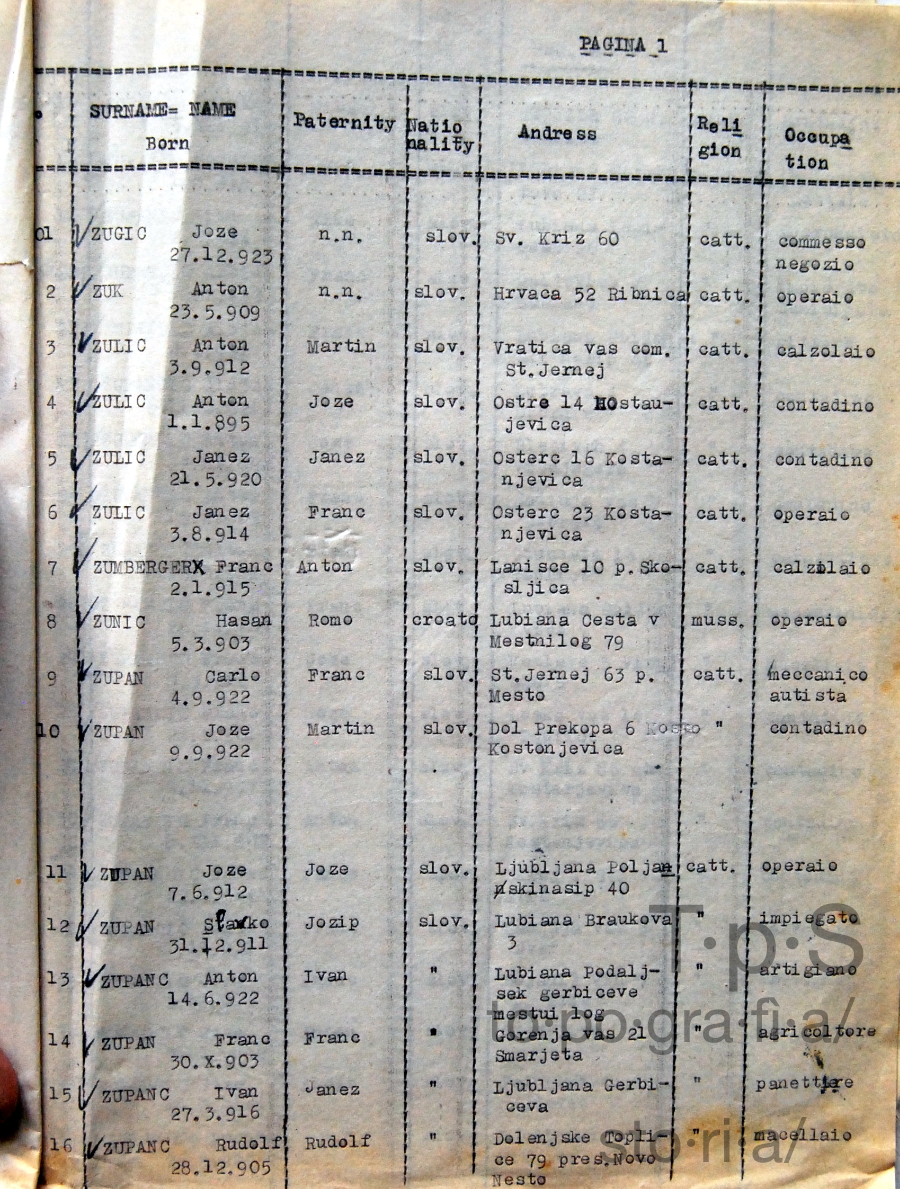 PAGINA 1
SURNAME= NAME Paternity Natio Andress Reli Occupa
Born nality gion tion
01 ZUGIC Joze n.n. slov. Sv. Kriz 60 catt. commesso
27.12.923 negozio
2 ZUK Anton n.n. slov. Hrvaca 52 Ribnica catt. operaio
23.5.909
3 ZULIC Anton Martin slov. Vratica vas com. catt. calzolaio
3.9.912 St.Jernej
4 ZULIC Anton Joze slov. Ostre 14 Hostau- catt. contadino
1.1.895 jevica
5 ZULIC Janez Janez slov. Osterc 16 Kosta- catt. contadino
21.5.920 njevica
6 ZULIC Janez Franc slov. Osterc 23 Kosta- catt. operaio
3.8.914 njevica
7 ZUMBERGERX Franc Anton slov. Lanisce 10 p.Sko- catt. calzolaio
2.1.915 sljica
8 ZUNIC Hasan Romo croato Lubiana Cesta v muss. operaio
5.3.903 Mestnilog 79
9 ZUPAN Carlo Franc slov. St.Jernej 63 p. catt. meccanico
4.9.922 Mesto autista
10 ZUPAN Joze Martin slov. Dol Prekopa 6 " contadino
9.9.922 Kostonjevica
11 ZUPAN Joze Joze slov. Ljubljana Poljan catt. operaio
7.6.912 skinasip 40
12 ZUPAN Slavko Jozip slov. Lubiana Braukova " impiegato
31.12.911 3
13 ZUPANC Anton Ivan " Lubiana Podalj- " artigiano
14.6.922 sek gerbiceve
mestui log
14 ZUPAN Franc Franc " Gorenja vas 21 " agricoltore
30.X.903 Smarjeta
15 ZUPANC Ivan Janez " Ljubljana Gerbi- " panettire
27.3.916 ceva
16 ZUPANC Rudolf Rudolf " Dolenjske Topli- " macellaio
28.12.905 ce 79 pres.Novo
Nesto
T·p·S
to·po·gra·fi·a/
sto·ri·a/